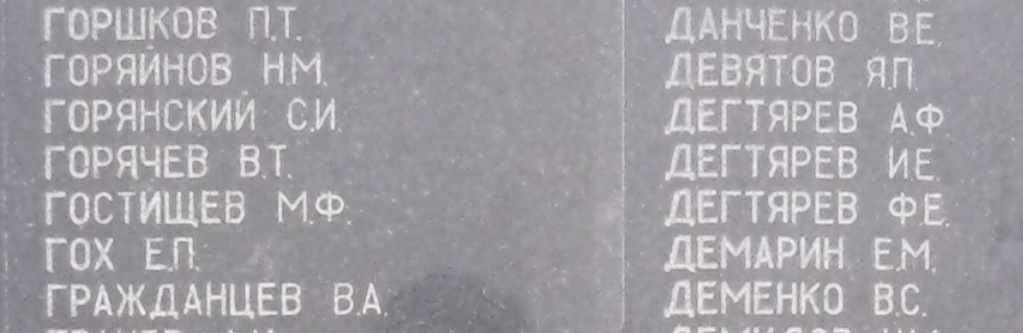 ГОРШКОВ П.Т.
ГОРЯЙНОВ Н.М.
ГОРЯНСКИЙ С.И.
ГОРЯЧЕВ В.Т.
ГОСТИЩЕВ М.Ф.
ГОХ Е.П.
ГРАЖДАНЦЕВ В.А.
ДАНЧЕНКО В.Е.
ДЕВЯТОВ Я.П.
ДЕГТЯРЕВ А.Ф.
ДЕГТЯРЕВ И.Е.
ДЕГТЯРЕВ Ф.Е.
ДЕМАРИН Е.М.
ДЕМЕНКО В.С.